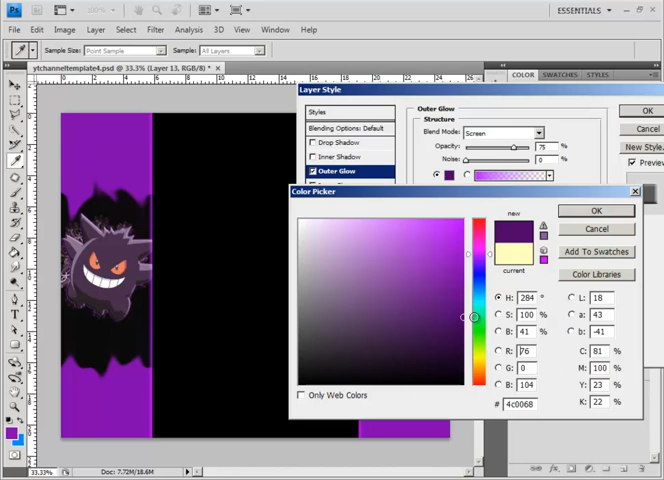 Ps
100%
ESSENTIALS
File Edit Image Layer Select Filter Analysis 3D View Window Help
Sample Size: Point Sample Sample: All Layers
ytchanneltemplate4.psd @ 33.3% (Layer 13, RGB/8) *
COLOR SWATCHES STYLES
Layer Style
Styles
Blending Options: Default
Drop Shadow
Inner Shadow
Outer Glow
Outer Glow
Structure
Blend Mode: Screen
Opacity: 75
Noise: 0
OK
Cancel
New Style...
Preview
Color Picker
new
current
OK
Cancel
Add To Swatches
Color Libraries
H: 284 °
S: 100 %
B: 41 %
R: 76
G: 0
B: 104
# 4c0068
L: 18
a: 43
b: -41
C: 81 %
M: 100 %
Y: 23 %
K: 22 %
Only Web Colors
33.33% Doc: 7.72M/18.6M